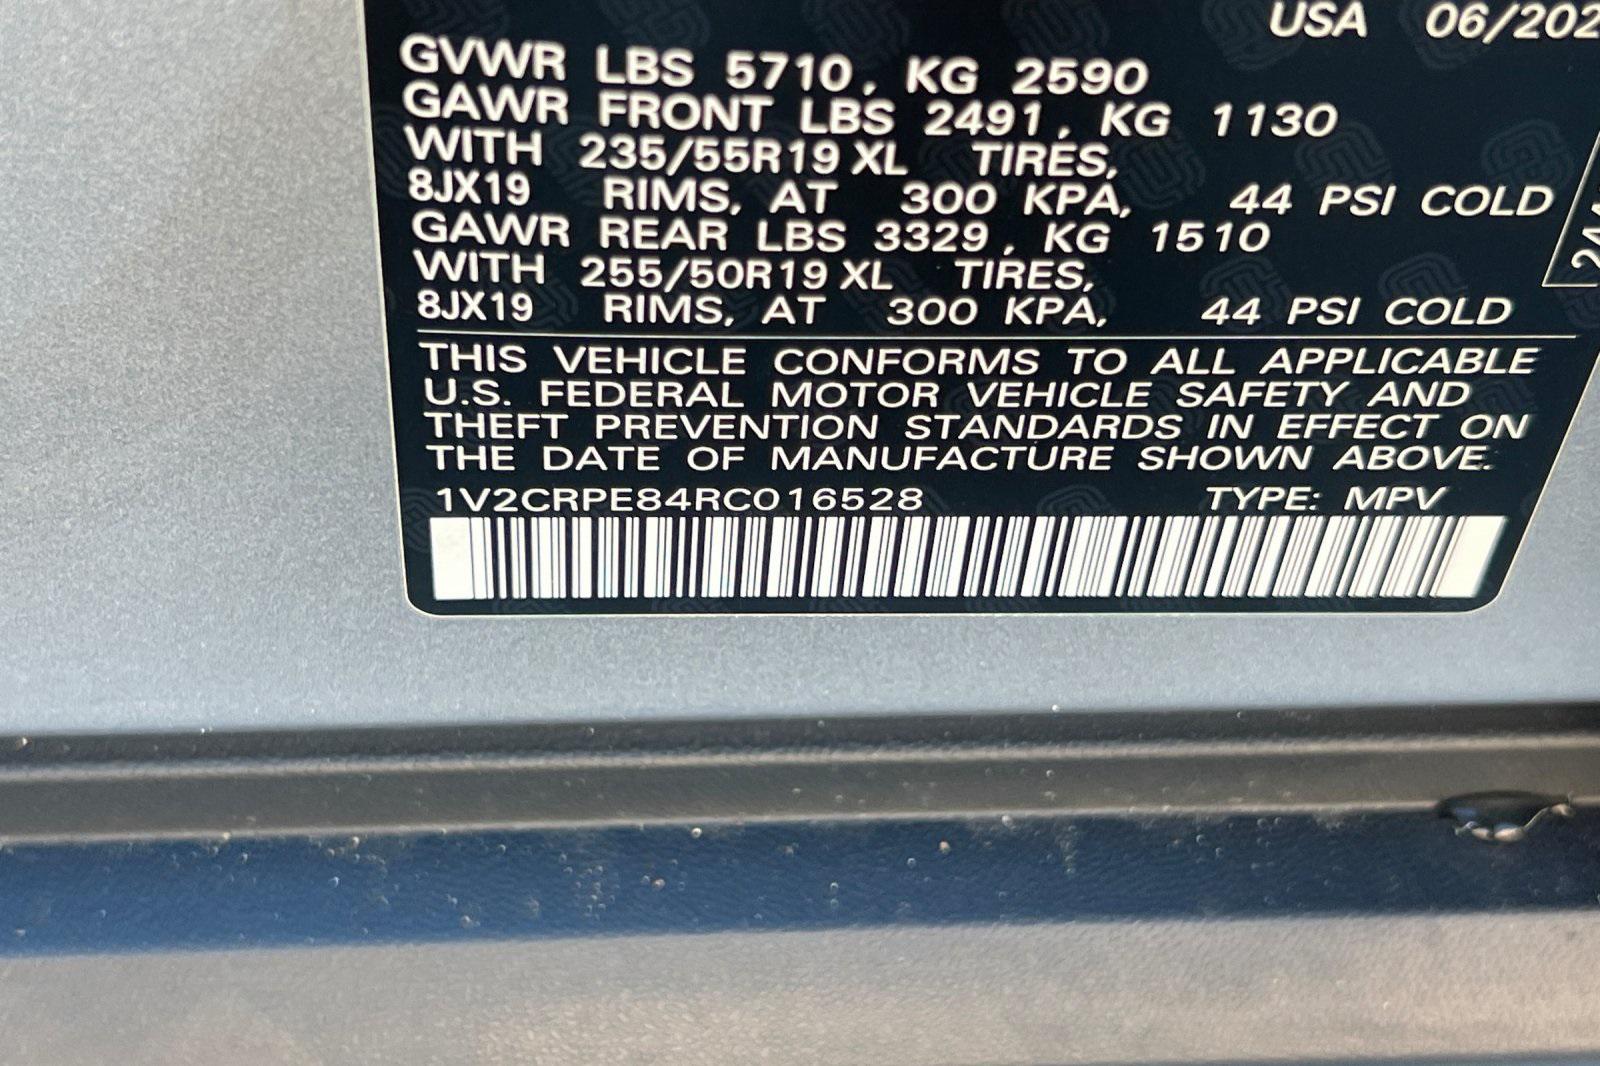 USA 06/202
GVWR LBS 5710, KG 2590
GAWR FRONT LBS 2491, KG 1130
WITH 235/55R19 XL TIRES,
8JX19 RIMS, AT 300 KPA, 44 PSI COLD
GAWR REAR LBS 3329, KG 1510
WITH 255/50R19 XL TIRES,
8JX19 RIMS, AT 300 KPA, 44 PSI COLD
THIS VEHICLE CONFORMS TO ALL APPLICABLE
U.S. FEDERAL MOTOR VEHICLE SAFETY AND
THEFT PREVENTION STANDARDS IN EFFECT ON
THE DATE OF MANUFACTURE SHOWN ABOVE.
1V2CRPE84RC016528 TYPE: MPV